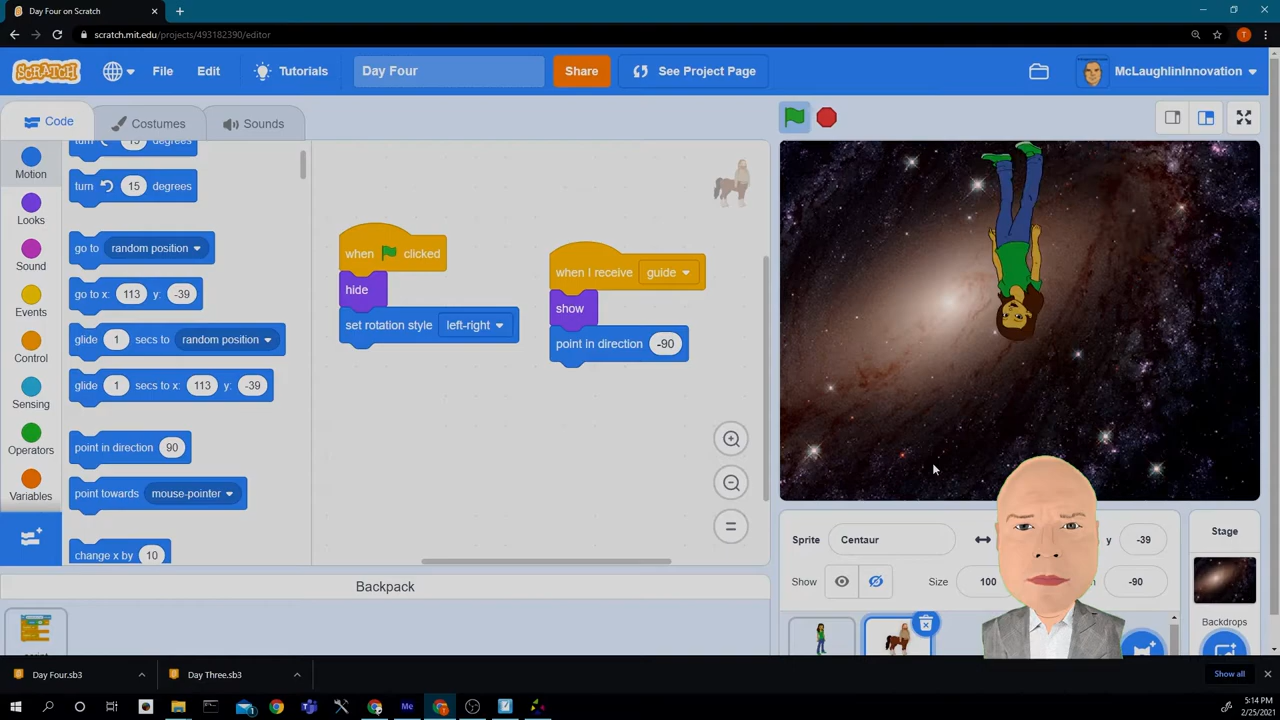 Day Four on Scratch
scratch.mit.edu/projects/493182390/editor
T
SCRATCH
File
Edit
Tutorials
Day Four
Share
See Project Page
McLaughlinInnovation
Code
Costumes
Sounds
Motion
Looks
Sound
Events
Control
Sensing
Operators
Variables
turn 15 degrees
turn 15 degrees
go to random position
go to x: 113 y: -39
glide 1 secs to random position
glide 1 secs to x: 113 y: -39
point in direction 90
point towards mouse-pointer
change x by 10
when clicked
hide
set rotation style left-right
when I receive guide
show
point in direction -90
Sprite Centaur
y -39
Show
Size 100
-90
Stage
Backdrops
Backpack
Day Four.sb3
Day Three.sb3
Show all
Me
5:14 PM
2/25/2021